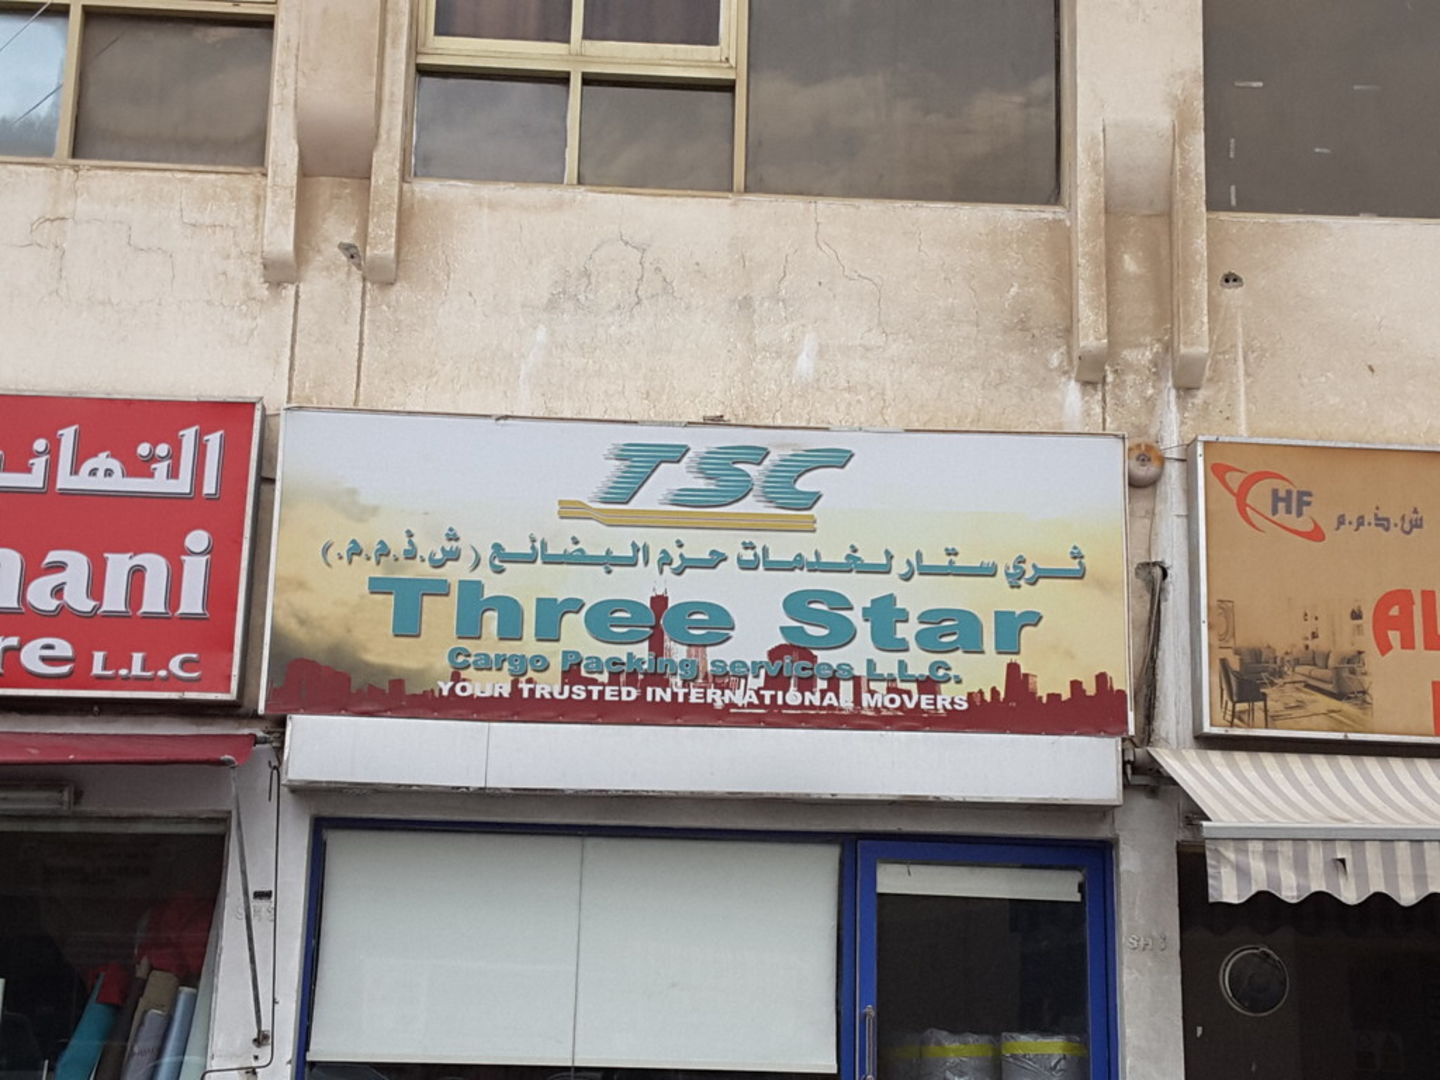 التهان
nani
re L.L.C
TSC
ثري ستار لخدمات حزم البضائع (ش.ذ.م.م.)
Three Star
Cargo Packing services L.L.C.
YOUR TRUSTED INTERNATIONAL MOVERS
HF
ش.ذ.م.م
AL
SH